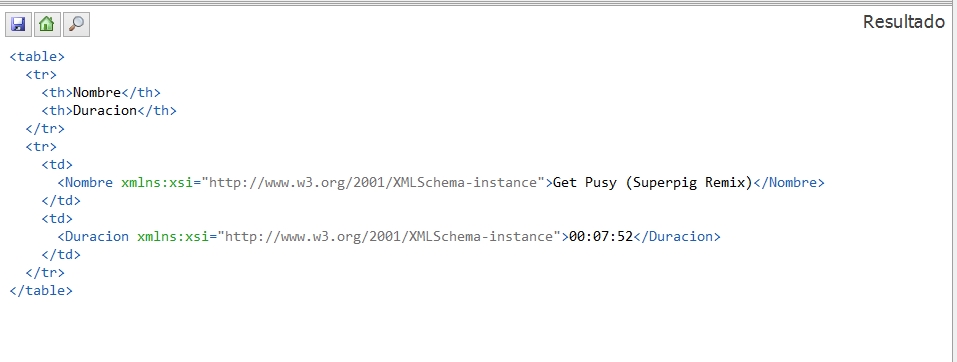 Resultado
<table>
<tr>
<th>Nombre</th>
<th>Duracion</th>
</tr>
<tr>
<td>
<Nombre xmlns:xsi="http://www.w3.org/2001/XMLSchema-instance">Get Pusy (Superpig Remix)</Nombre>
</td>
<td>
<Duracion xmlns:xsi="http://www.w3.org/2001/XMLSchema-instance">00:07:52</Duracion>
</td>
</tr>
</table>